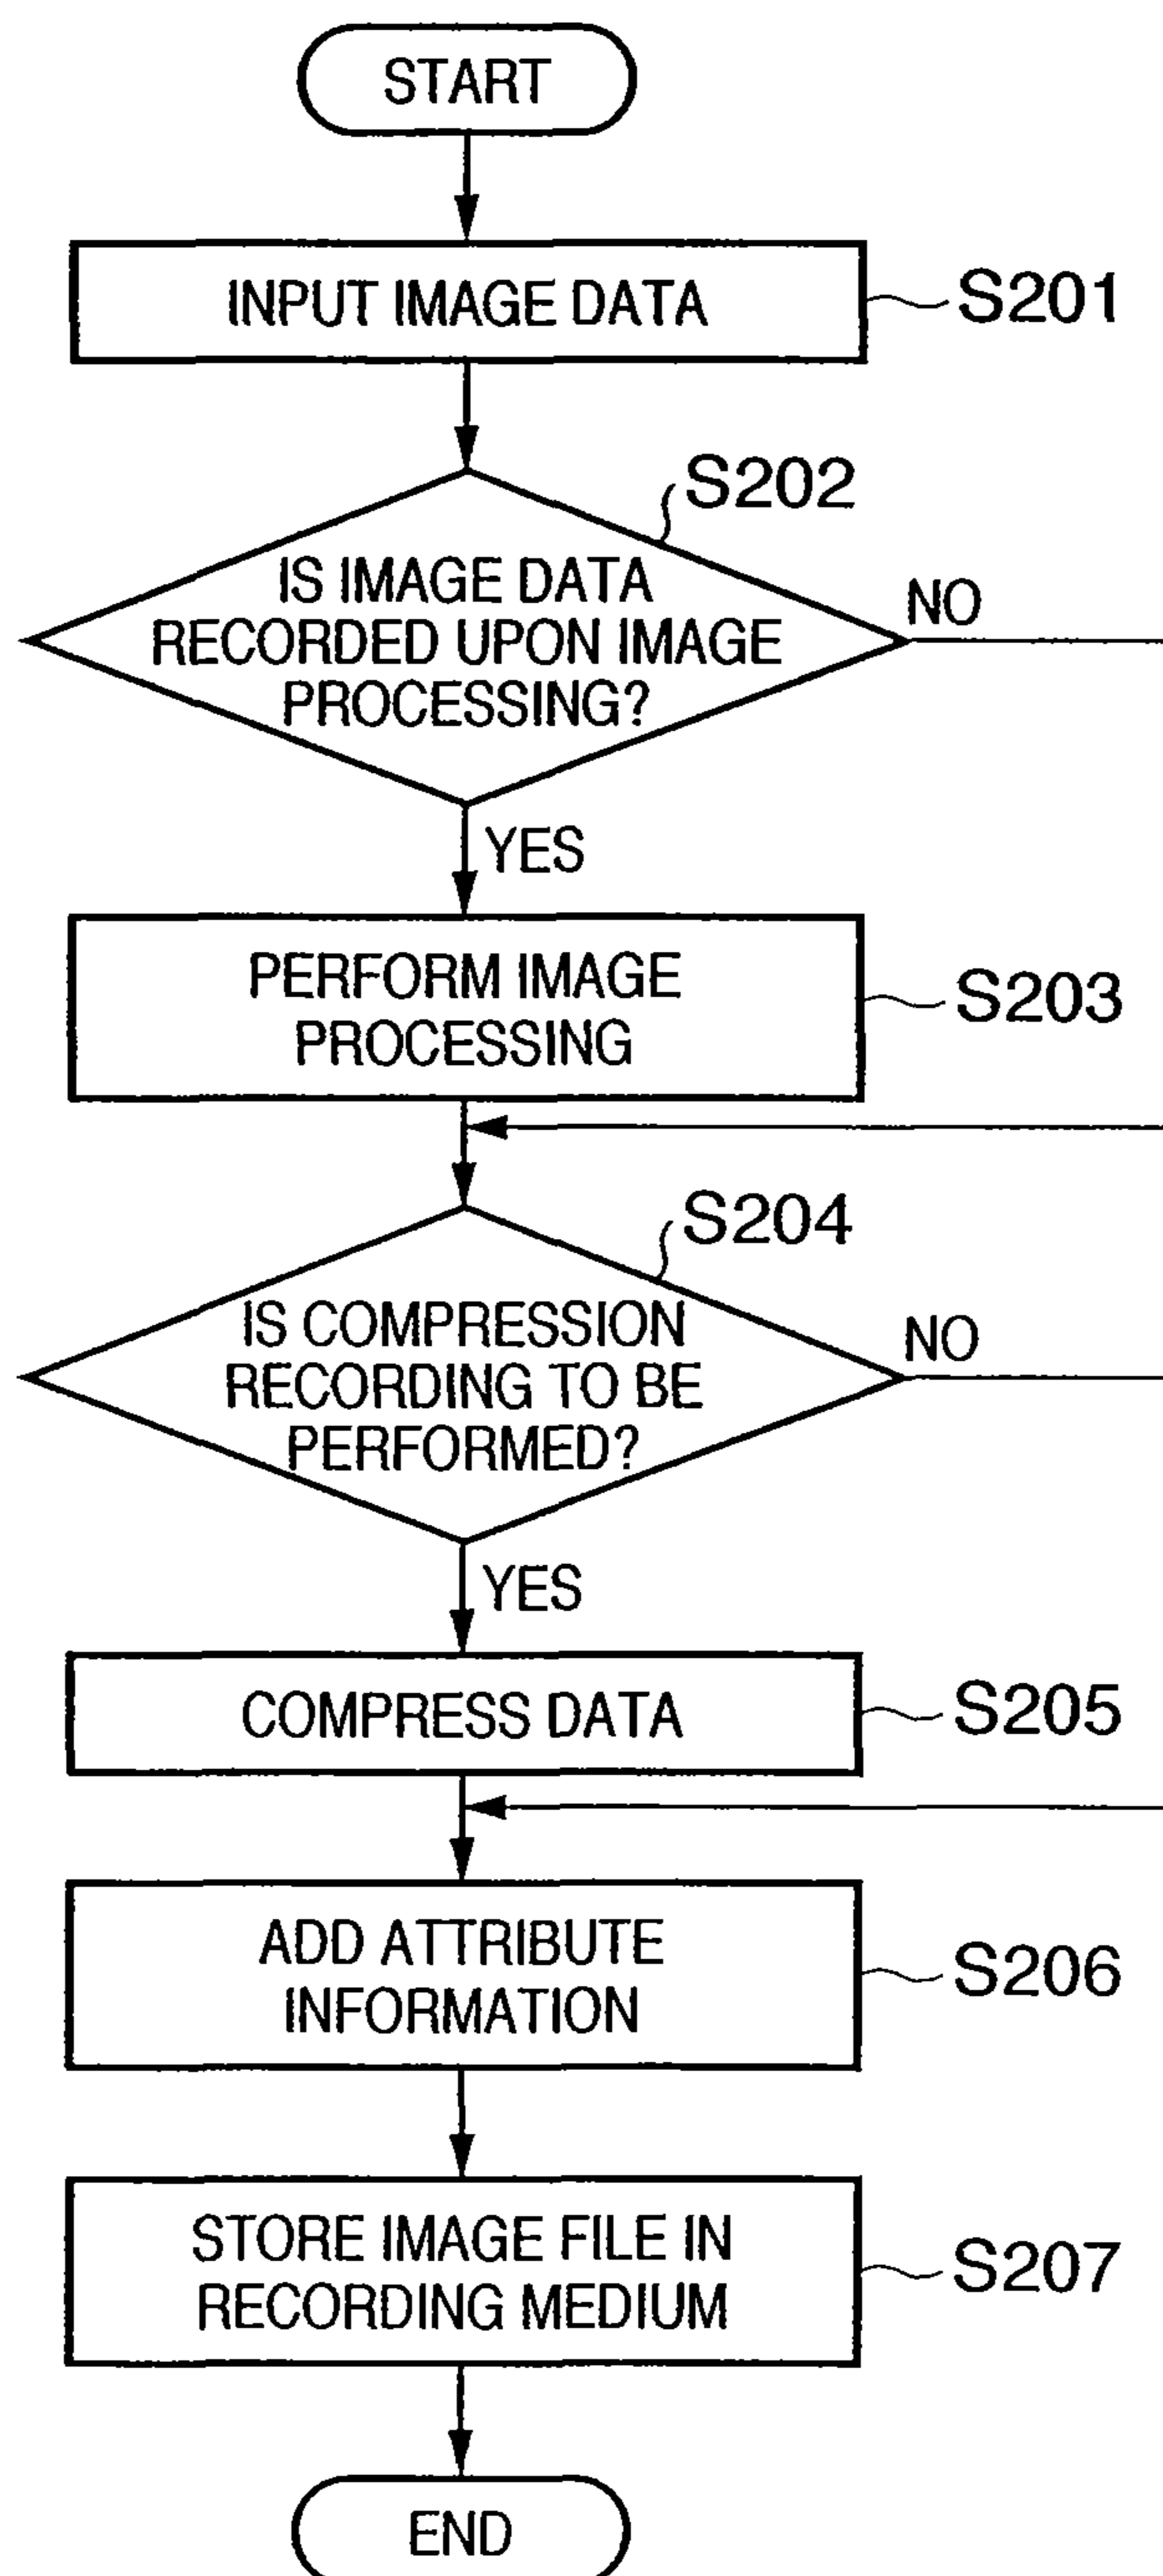 START
INPUT IMAGE DATA
S201
S202
IS IMAGE DATA
RECORDED UPON IMAGE
PROCESSING?
NO
YES
PERFORM IMAGE
PROCESSING
S203
S204
IS COMPRESSION
RECORDING TO BE
PERFORMED?
NO
YES
COMPRESS DATA
S205
ADD ATTRIBUTE
INFORMATION
S206
STORE IMAGE FILE IN
RECORDING MEDIUM
S207
END